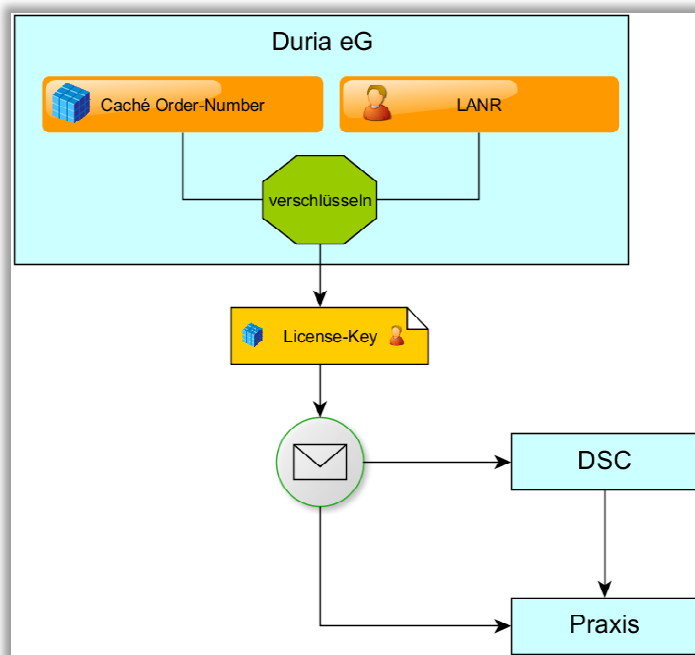 Duria eG
Caché Order-Number
LANR
verschlüsseln
License-Key
DSC
Praxis